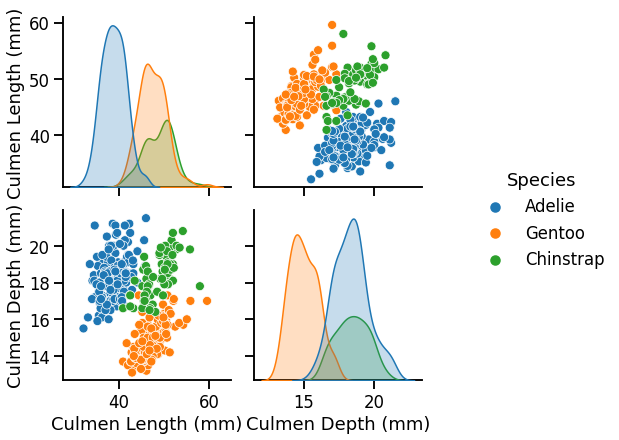 Culmen Length (mm)
60
50
40
Culmen Depth (mm)
20
18
16
14
40 60
Culmen Length (mm)
15 20
Culmen Depth (mm)
Species
Adelie
Gentoo
Chinstrap